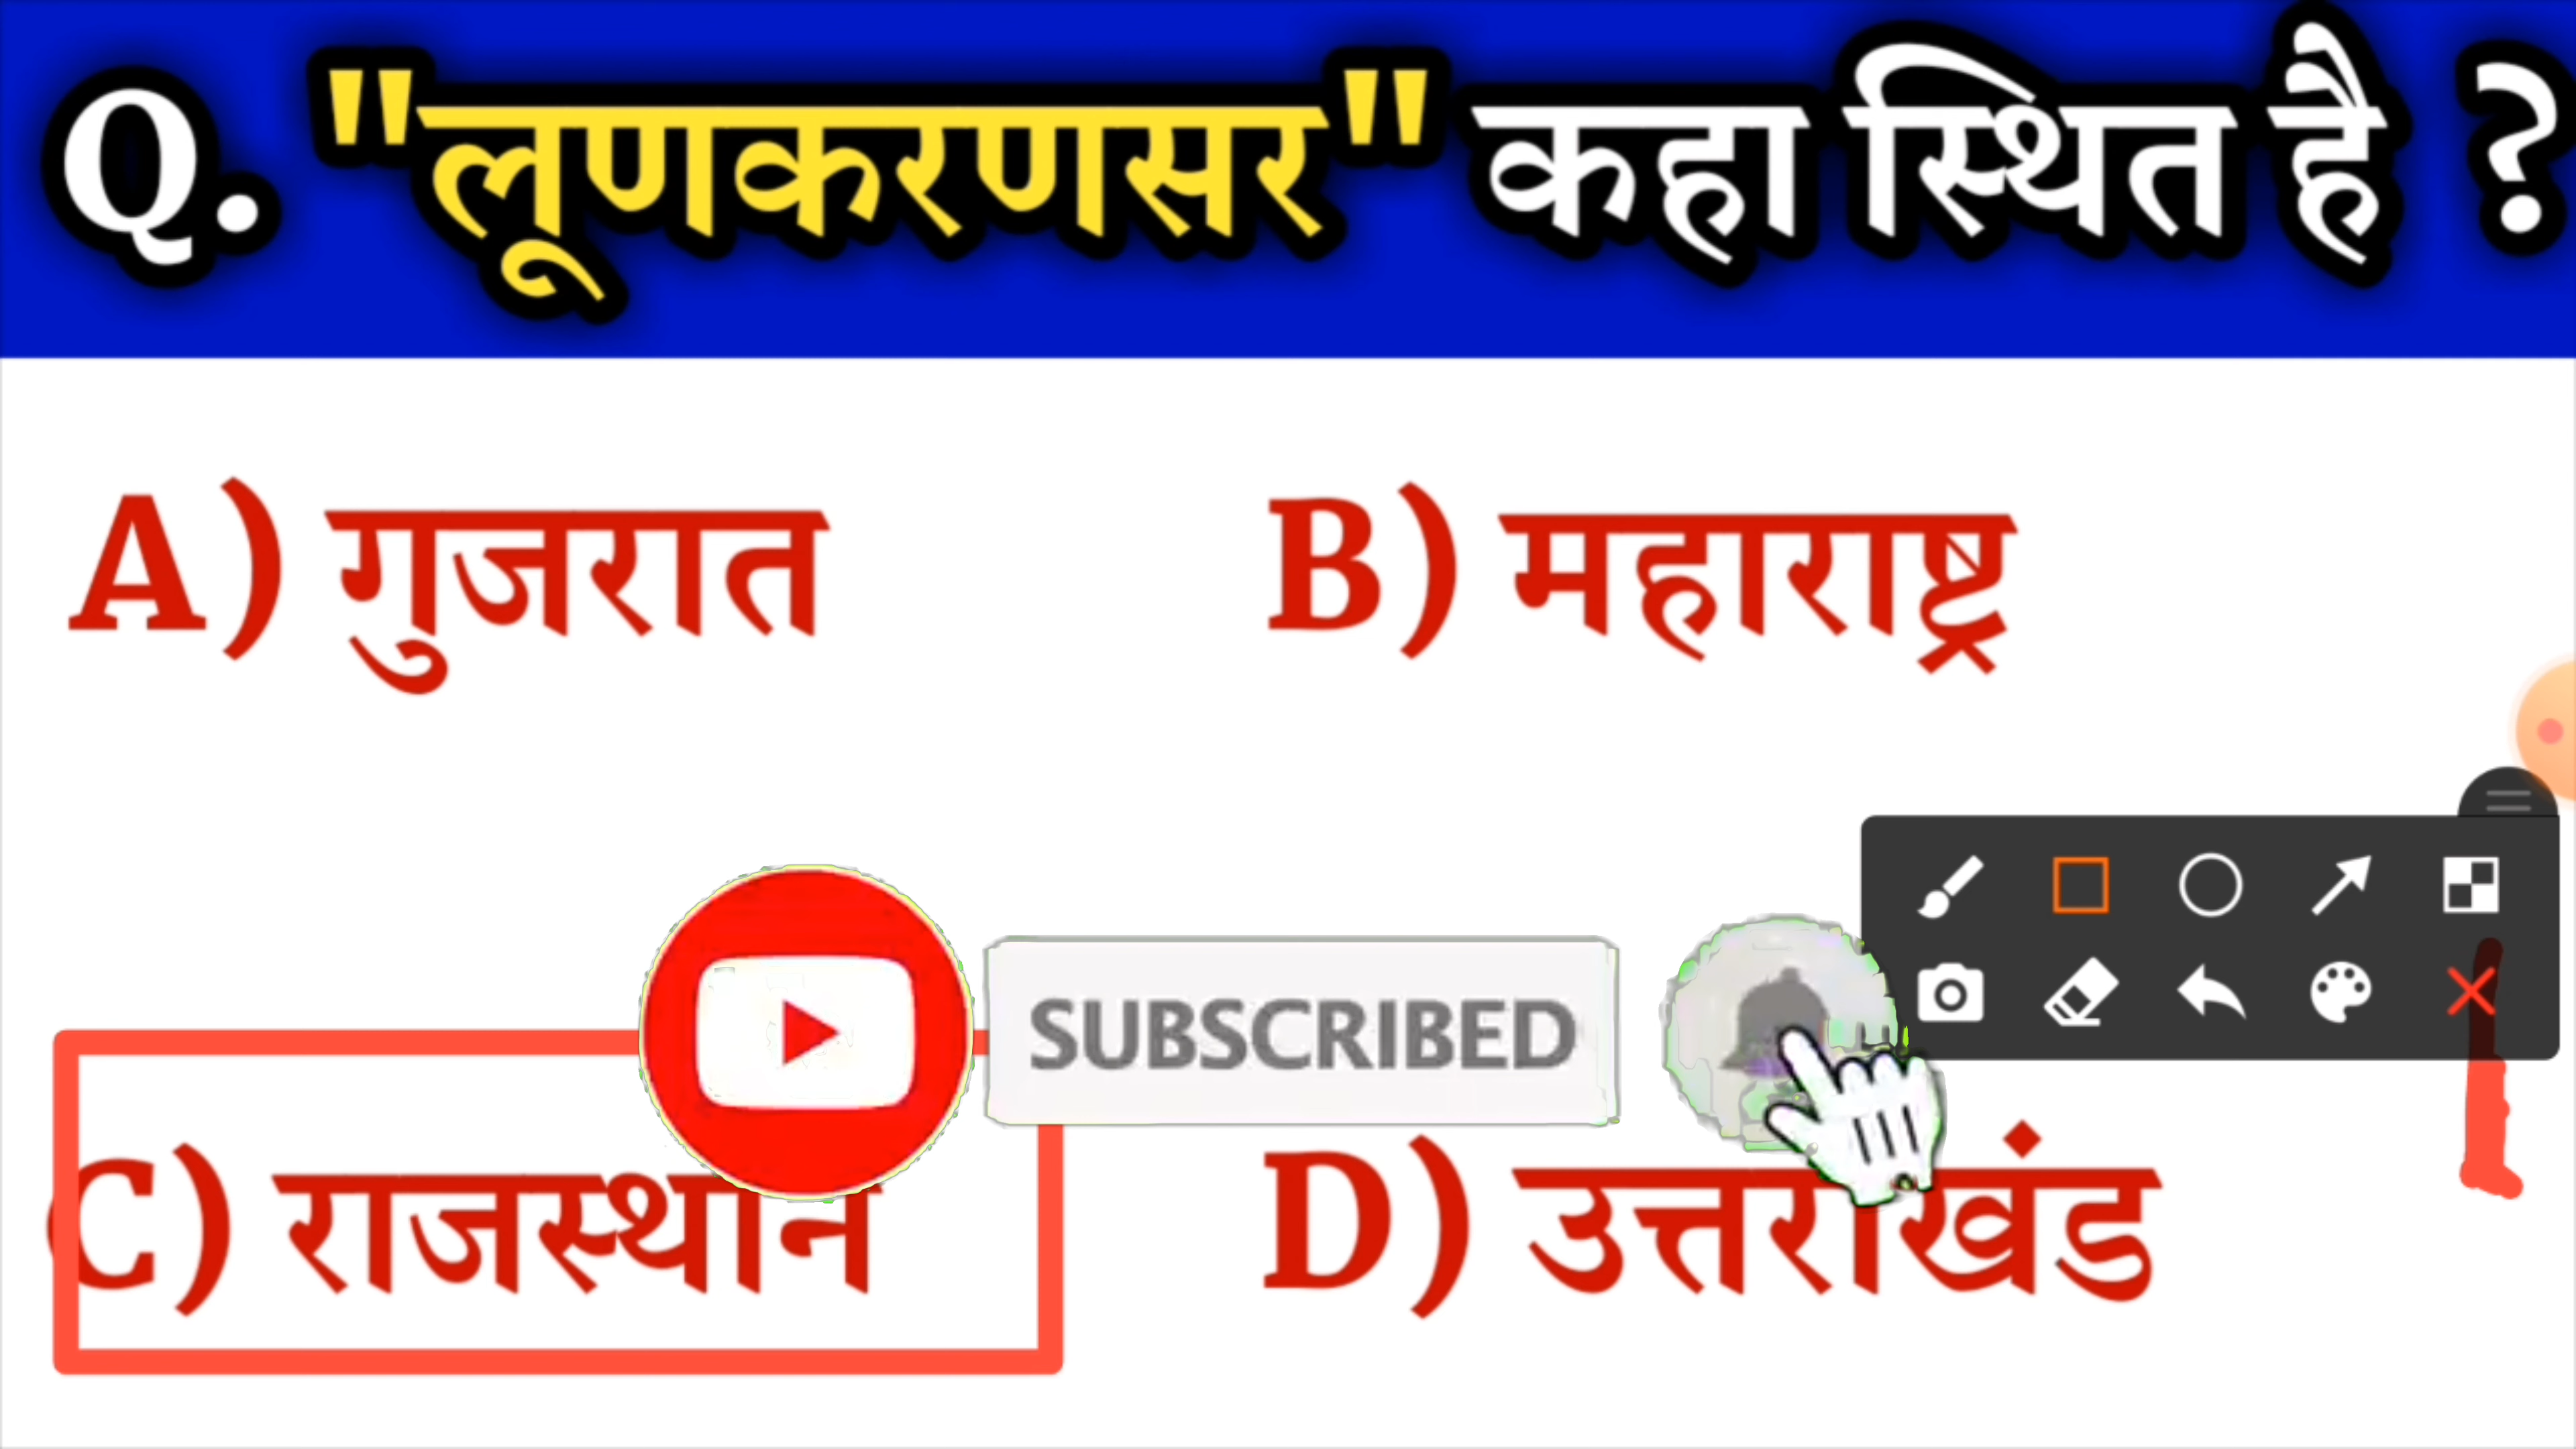 Q. "लूणकरणसर" कहा स्थित है ?
A) गुजरात
B) महाराष्ट्र
SUBSCRIBED
C) राजस्थान
D) उत्तराखंड